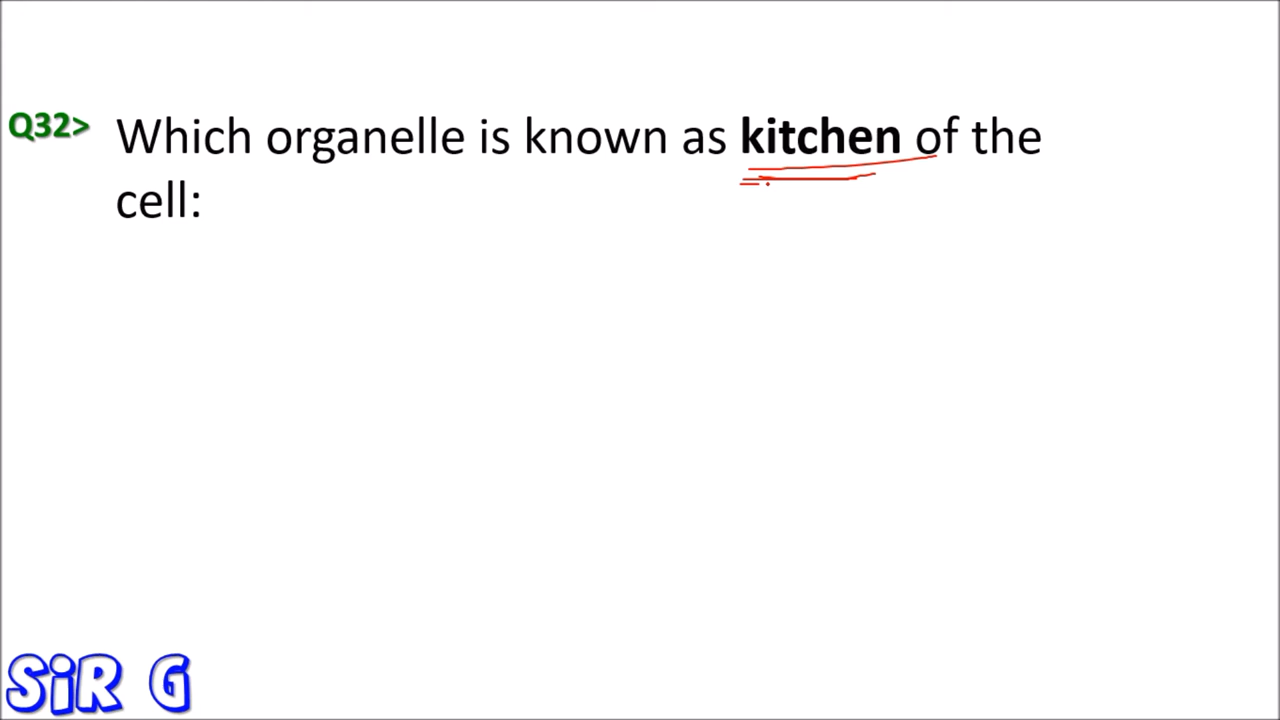 Q32> Which organelle is known as kitchen of the
cell:
SiR G